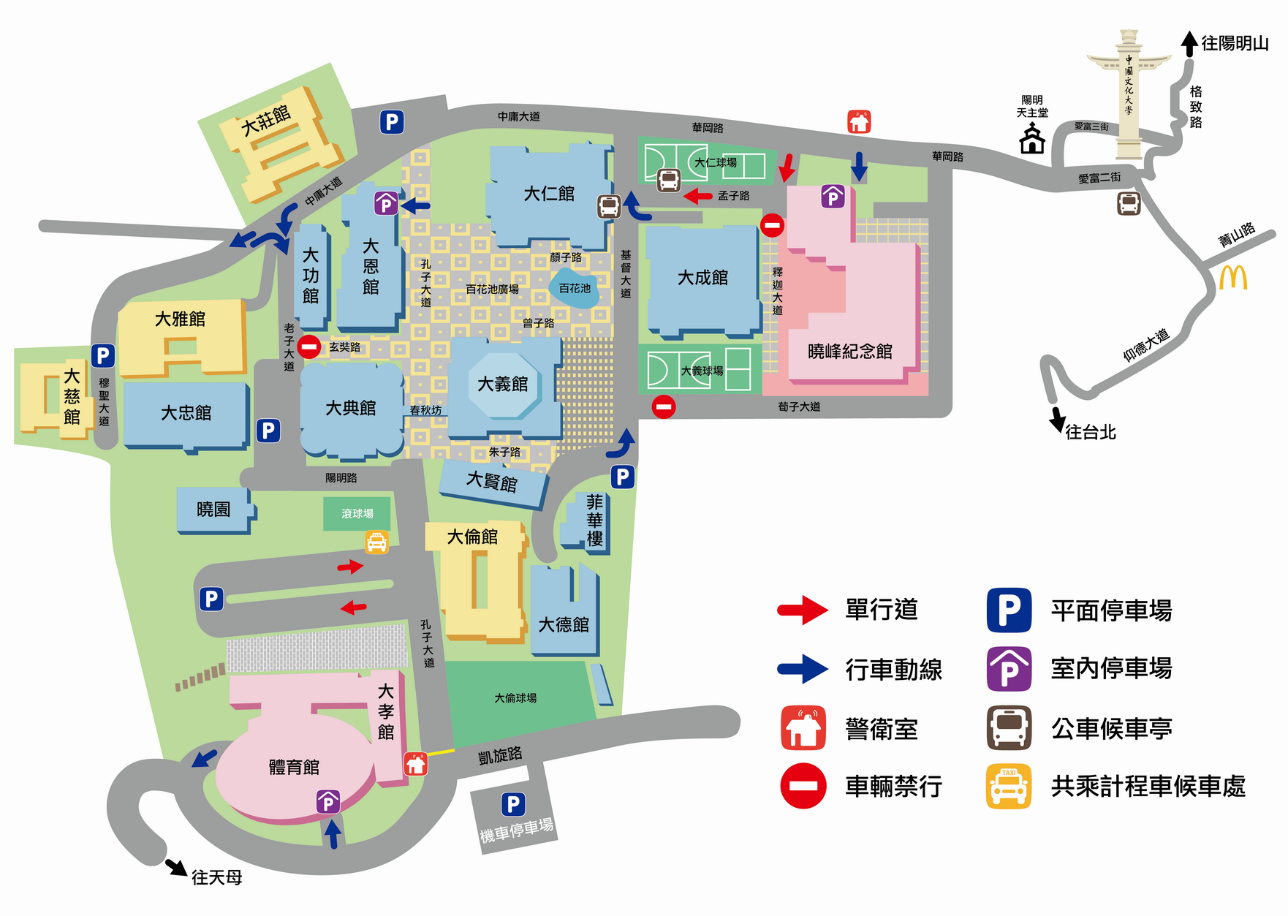 往陽明山
中國文化大學
格致路
陽明
天主堂
愛富三街
愛富二街
華岡路
華岡路
中庸大道
大莊館
P
中庸大道
大仁館
大仁球場
孟子路
P
P
菁山路
大功館
大恩館
孔子大道
顏子路
百花池廣場
百花池
曾子路
基督大道
大成館
釋迦大道
曉峰紀念館
仰德大道
往台北
大雅館
老子大道
玄奘路
大義館
大義球場
荀子大道
P
大慈館
穆聖大道
大忠館
P
大典館
春秋坊
朱子路
陽明路
大賢館
P
曉園
滾球場
菲華樓
大倫館
P
大德館
孔子大道
大倫球場
大孝館
體育館
P
凱旋路
P
機車停車場
往天母
單行道
行車動線
警衛室
車輛禁行
P
平面停車場
P
室內停車場
公車候車亭
TAXI
共乘計程車候車處